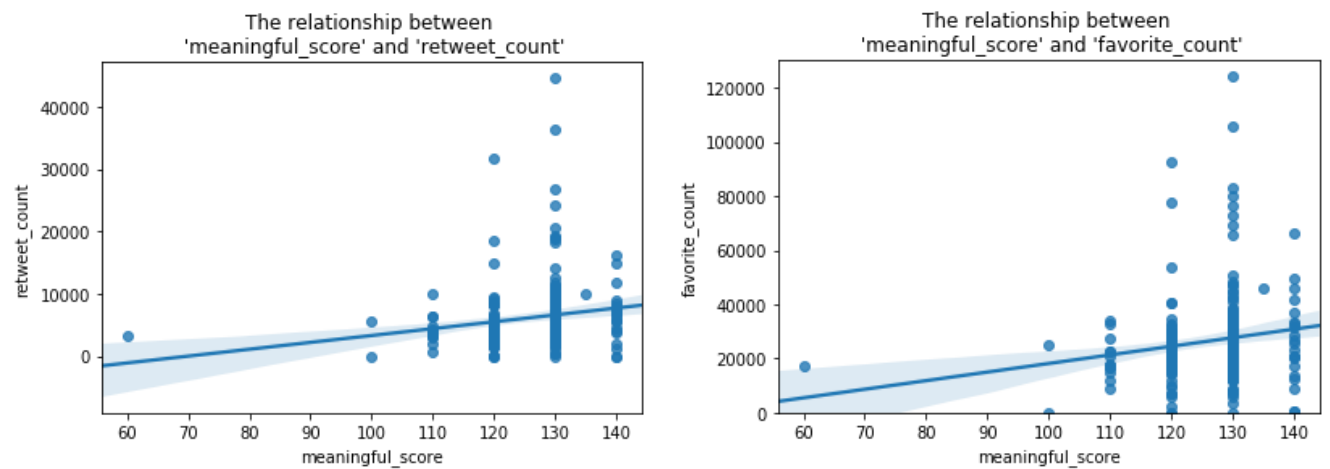 The relationship between
'meaningful_score' and 'retweet_count'
40000
30000
20000
10000
0
retweet_count
60 70 80 90 100 110 120 130 140
meaningful_score
The relationship between
'meaningful_score' and 'favorite_count'
120000
100000
80000
60000
40000
20000
0
favorite_count
60 70 80 90 100 110 120 130 140
meaningful_score